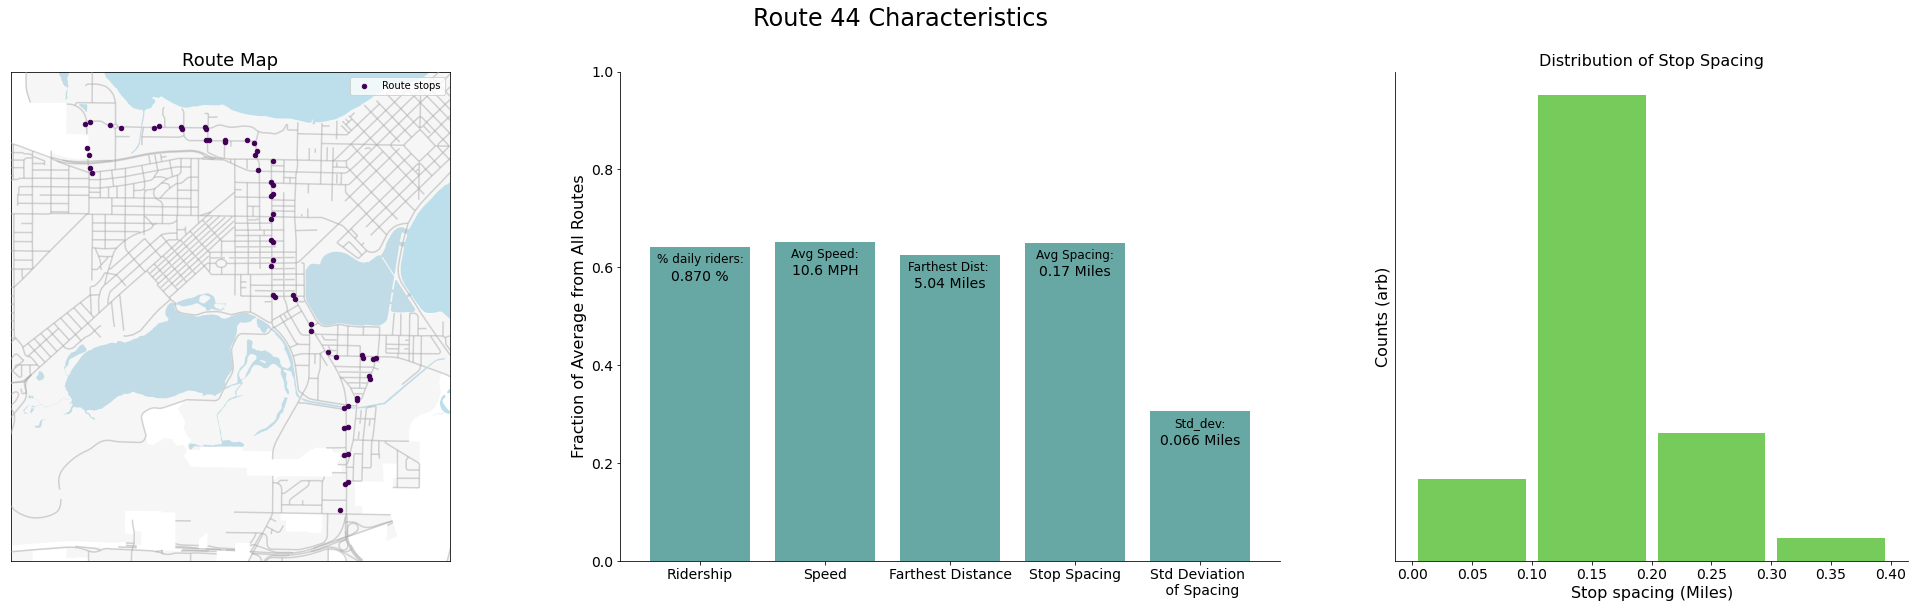 Route 44 Characteristics
Route Map
Route stops
Fraction of Average from All Routes
1.0
0.8
0.6
0.4
0.2
0.0
% daily riders:
0.870 %
Avg Speed:
10.6 MPH
Farthest Dist:
5.04 Miles
Avg Spacing:
0.17 Miles
Std_dev:
0.066 Miles
Ridership
Speed
Farthest Distance
Stop Spacing
Std Deviation
of Spacing
Distribution of Stop Spacing
Counts (arb)
0.00 0.05 0.10 0.15 0.20 0.25 0.30 0.35 0.40
Stop spacing (Miles)